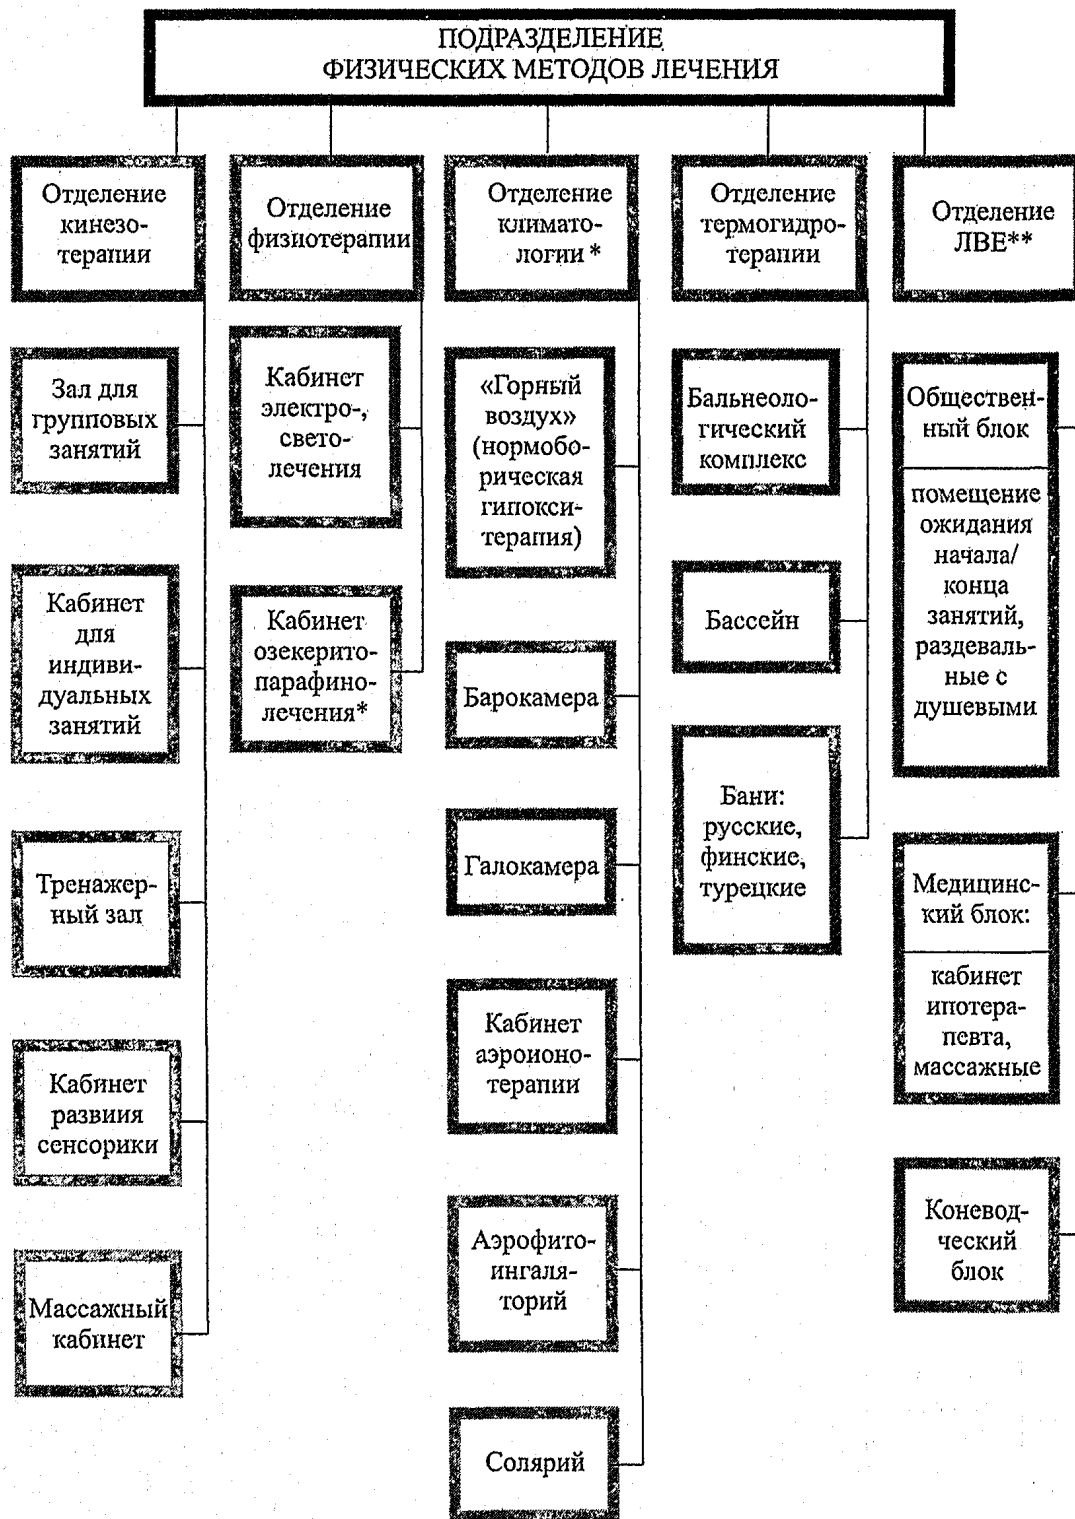 ПОДРАЗДЕЛЕНИЕ
ФИЗИЧЕСКИХ МЕТОДОВ ЛЕЧЕНИЯ
Отделение
кинезо-
терапии
Зал для
групповых
занятий
Кабинет
для
индиви-
дуальных
занятий
Тренажер-
ный зал
Кабинет
развиия
сенсорики
Массажный
кабинет
Отделение
физиотерапии
Кабинет
электро-,
свето-
лечения
Кабинет
озекерито-
парафино-
лечения*
Отделение
климато-
логии *
«Горный
воздух»
(нормобо-
рическая
гипокси-
терапия)
Барокамера
Галокамера
Кабинет
аэроионо-
терапии
Аэрофито-
ингаля-
торий
Солярий
Отделение
термогидро-
терапии
Бальнеоло-
гический
комплекс
Бассейн
Бани:
русские,
финские,
турецкие
Отделение
ЛВЕ**
Обществен-
ный блок
помещение
ожидания
начала/
конца
занятий,
раздеваль-
ные с
душевыми
Медицинс-
кий блок:
кабинет
ипотера-
певта,
массажные
Коневод-
ческий
блок